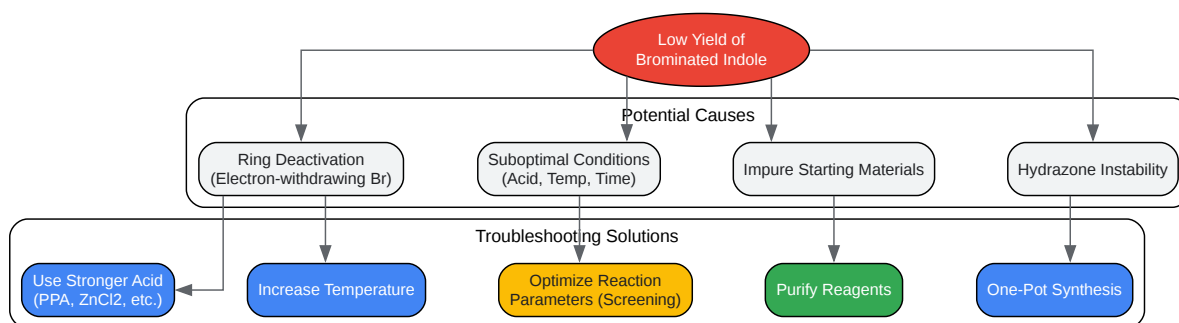 Low Yield of
Brominated Indole
Potential Causes
Ring Deactivation
(Electron-withdrawing Br)
Suboptimal Conditions
(Acid, Temp, Time)
Impure Starting Materials
Hydrazone Instability
Troubleshooting Solutions
Use Stronger Acid
(PPA, ZnCl2, etc.)
Increase Temperature
Optimize Reaction
Parameters (Screening)
Purify Reagents
One-Pot Synthesis